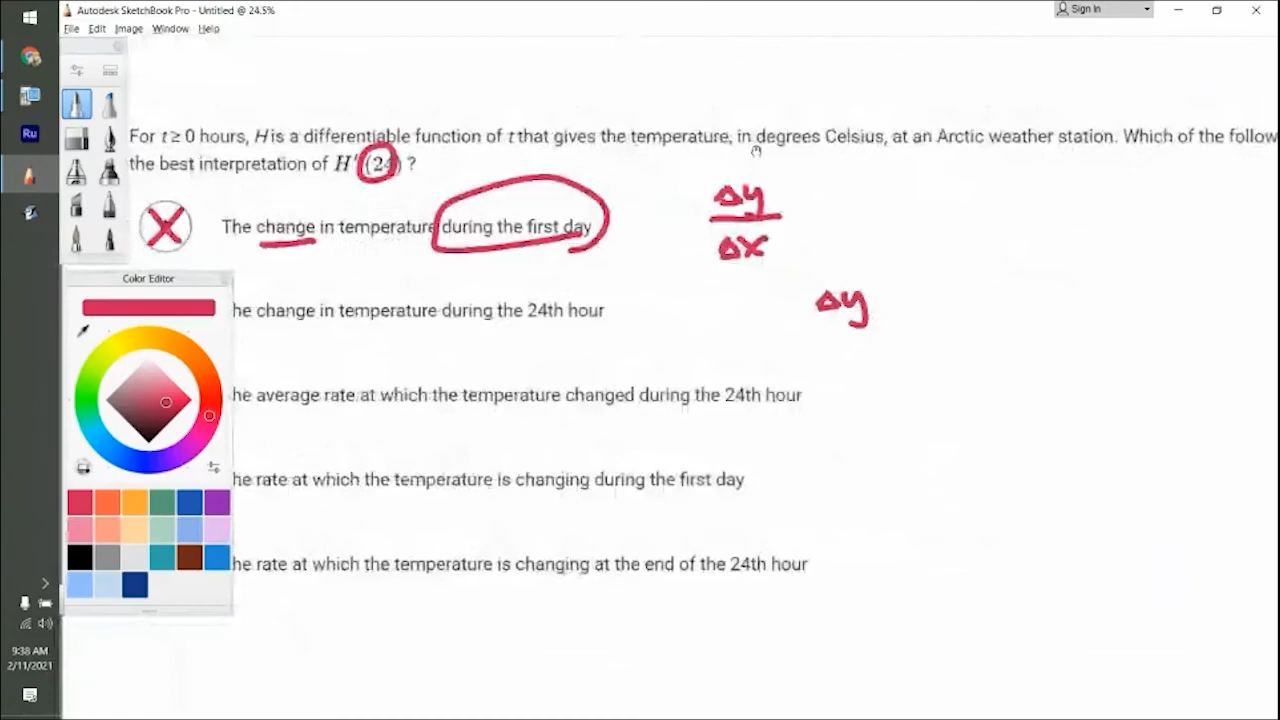 Autodesk SketchBook Pro - Untitled @ 24.5%
Sign In
File Edit Image Window Help
For t ≥ 0 hours, H is a differentiable function of t that gives the temperature, in degrees Celsius, at an Arctic weather station. Which of the follow
the best interpretation of H′(24) ?
The change in temperature during the first day
Δy
Δx
Color Editor
he change in temperature during the 24th hour
Δy
he average rate at which the temperature changed during the 24th hour
he rate at which the temperature is changing during the first day
he rate at which the temperature is changing at the end of the 24th hour
Ru
9:38 AM
2/11/2021